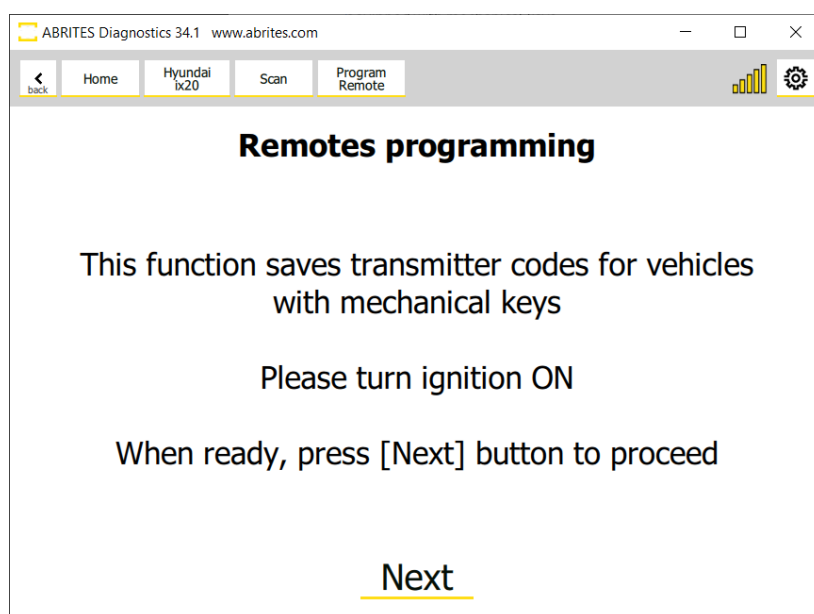 ABRITES Diagnostics 34.1 www.abrites.com
back
Home
Hyundai
ix20
Scan
Program
Remote
Remotes programming
This function saves transmitter codes for vehicles
with mechanical keys
Please turn ignition ON
When ready, press [Next] button to proceed
Next